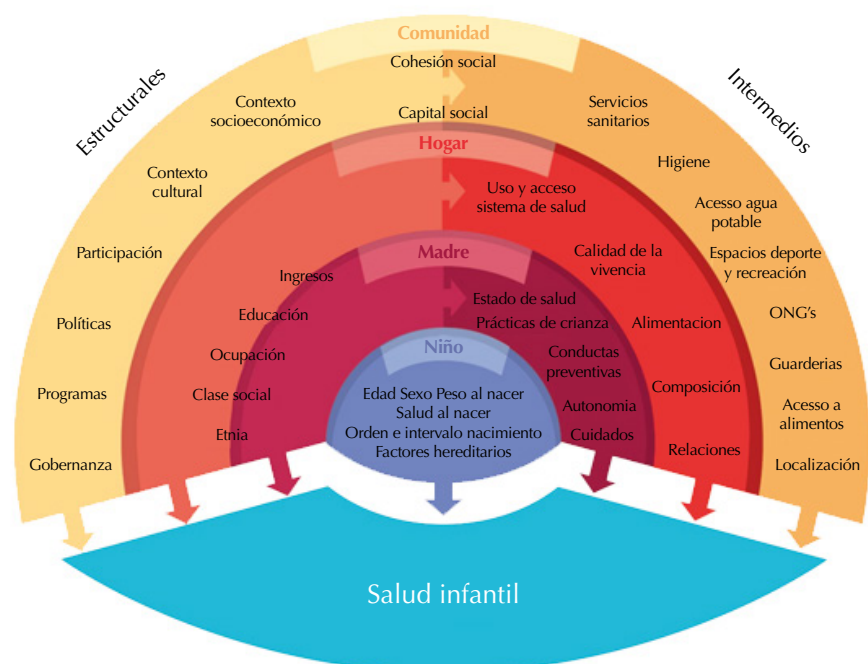 Estructurales
Intermedios
Comunidad
Cohesión social
Capital social
Contexto
socioeconómico
Contexto
cultural
Participación
Políticas
Programas
Gobernanza
Servicios
sanitarios
Higiene
Acesso agua
potable
Espacios deporte
y recreación
ONG's
Guarderias
Acceso a
alimentos
Localización
Hogar
Uso y acceso
sistema de salud
Calidad de la
vivencia
Alimentacion
Composición
Relaciones
Ingresos
Educación
Ocupación
Clase social
Etnia
Madre
Estado de salud
Prácticas de crianza
Conductas
preventivas
Autonomia
Cuidados
Niño
Edad Sexo Peso al nacer
Salud al nacer
Orden e intervalo nacimiento
Factores hereditarios
Salud infantil